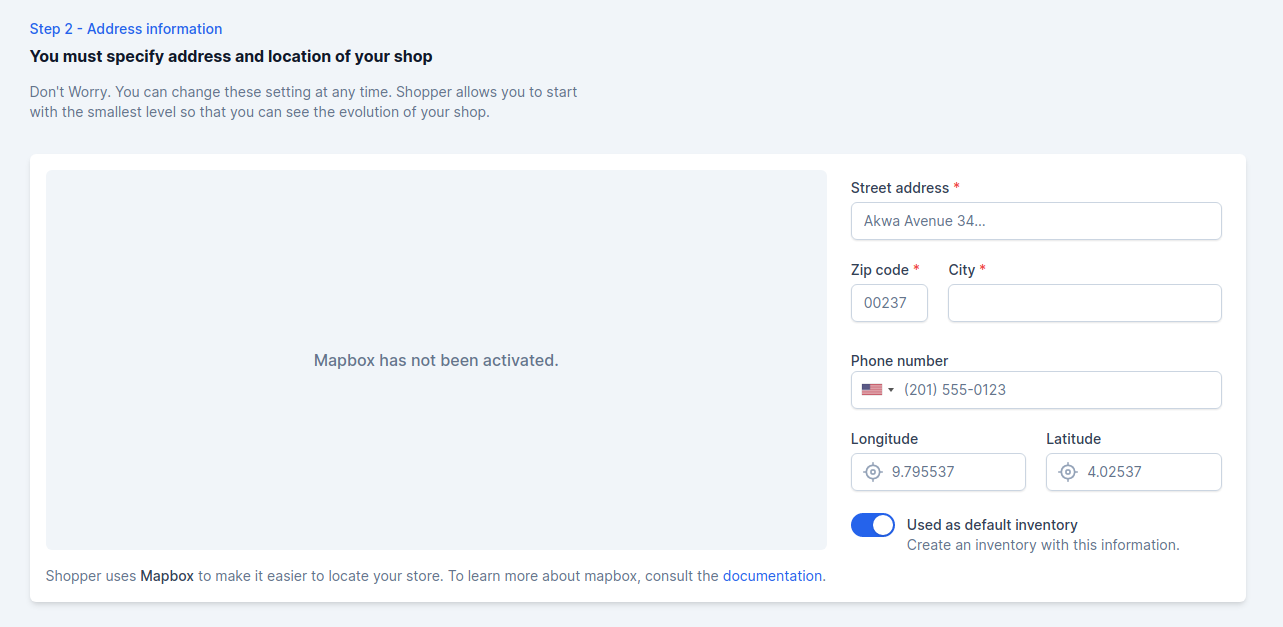 Step 2 - Address information
You must specify address and location of your shop
Don't Worry. You can change these setting at any time. Shopper allows you to start
with the smallest level so that you can see the evolution of your shop.
Mapbox has not been activated.
Shopper uses Mapbox to make it easier to locate your store. To learn more about mapbox, consult the documentation.
Street address *
Akwa Avenue 34...
Zip code * City *
00237
Phone number
(201) 555-0123
Longitude Latitude
9.795537 4.02537
Used as default inventory
Create an inventory with this information.